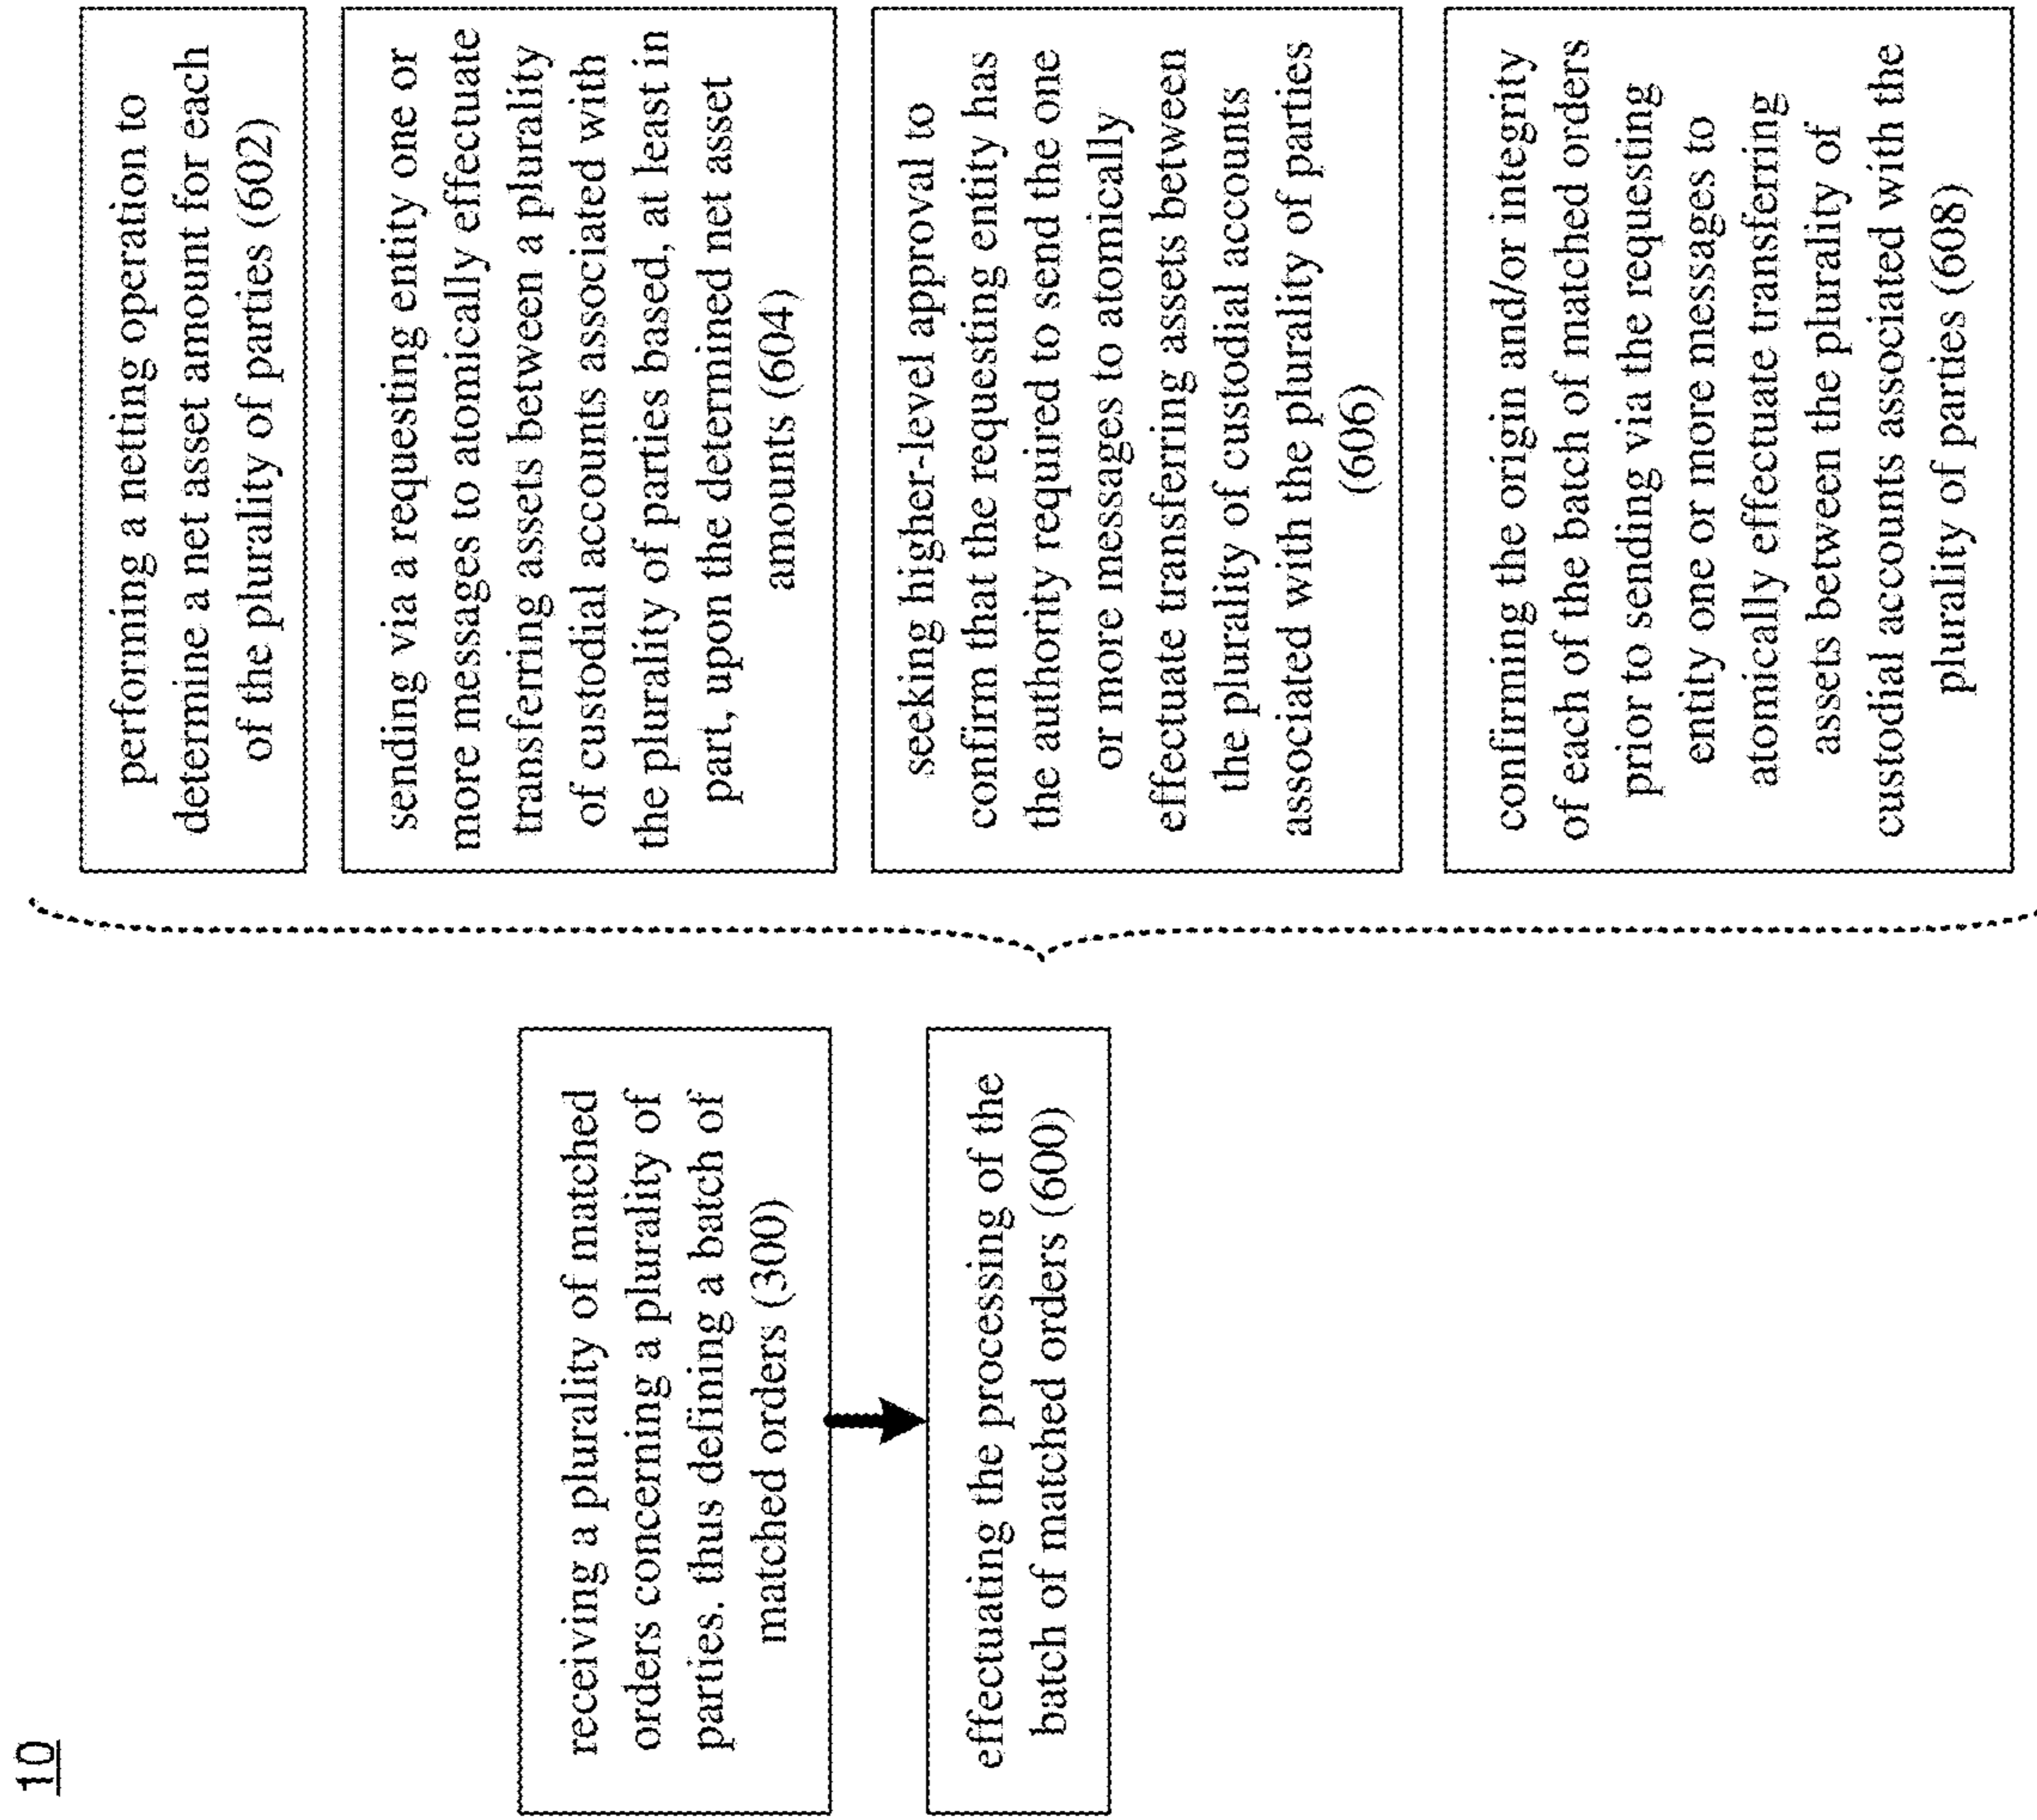 10
receiving a plurality of matched
orders concerning a plurality of
parties. thus defining a batch of
matched orders (300)
effectuating the processing of the
batch of matched orders (600)
performing a netting operation to
determine a net asset amount for each
of the plurality of parties (602)
sending via a requesting entity one or
more messages to atomically effectuate
transferring assets between a plurality
of custodial accounts associated with
the plurality of parties based, at least in
part, upon the determined net asset
amounts (604)
seeking higher-level approval to
confirm that the requesting entity has
the authority required to send the one
or more messages to atomically
effectuate transferring assets between
the plurality of custodial accounts
associated with the plurality of parties
(606)
confirming the origin and/or integrity
of each of the batch of matched orders
prior to sending via the requesting
entity one or more messages to
atomically effectuate transferring
assets between the plurality of
custodial accounts associated with the
plurality of parties (608)